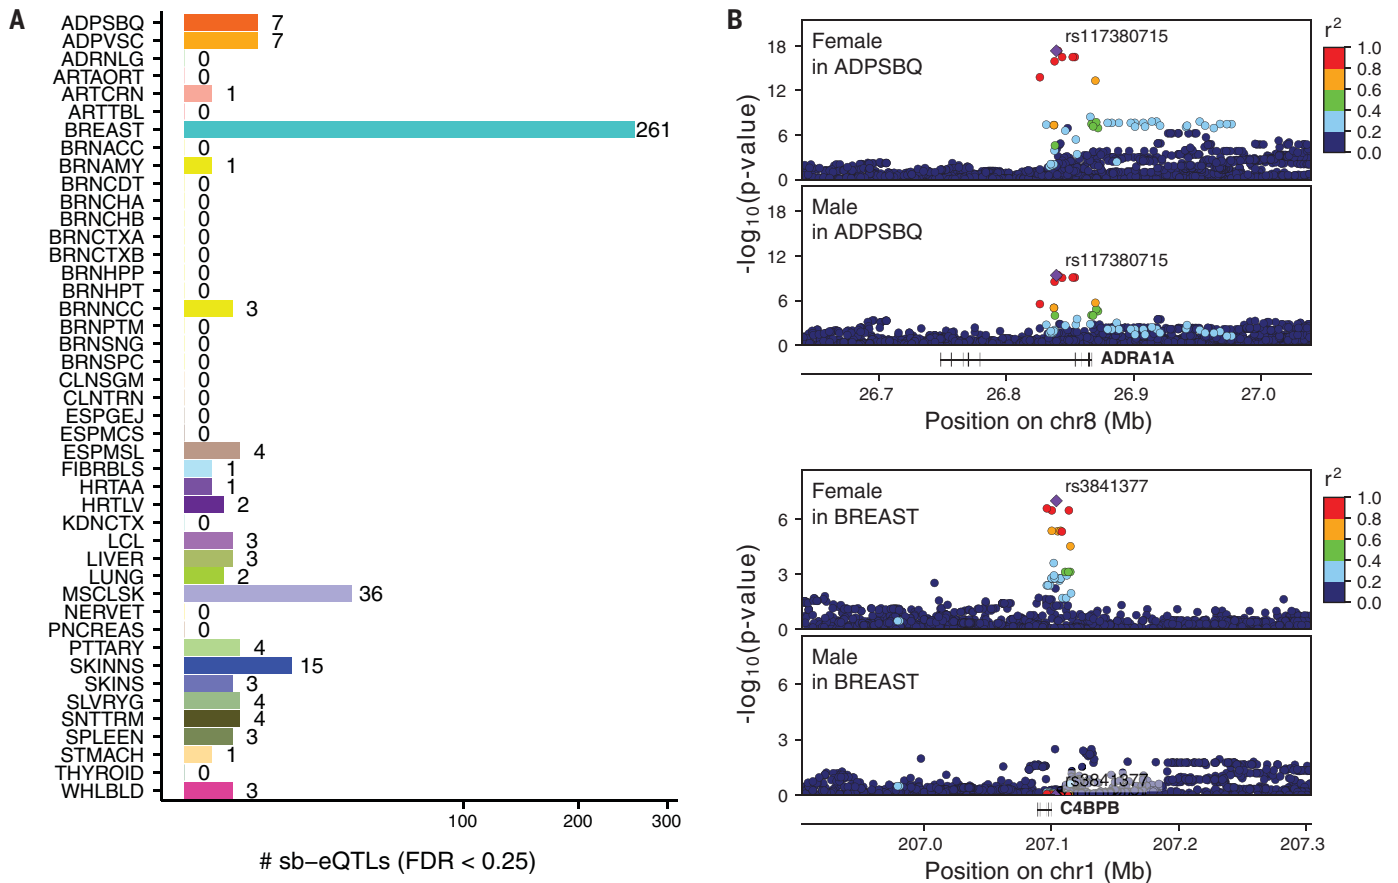 A
ADPSBQ 7
ADPVSC 7
ADRNLG 0
ARTAORT 0
ARTCRN 1
ARTTBL 0
BREAST 261
BRNACC 0
BRNAMY 1
BRNCDT 0
BRNCHA 0
BRNCHB 0
BRNCTXA 0
BRNCTXB 0
BRNHPP 0
BRNHPT 0
BRNNCC 3
BRNPTM 0
BRNSNG 0
BRNSPC 0
CLNSGM 0
CLNTRN 0
ESPGEJ 0
ESPMCS 0
ESPMSL 4
FIBRBLS 1
HRTAA 1
HRTLV 2
KDNCTX 0
LCL 3
LIVER 3
LUNG 2
MSCLSK 36
NERVET 0
PNCREAS 0
PTTARY 4
SKINNS 15
SKINS 3
SLVRYG 4
SNTTRM 4
SPLEEN 3
STMACH 1
THYROID 0
WHLBLD 3
100 200 300
# sb−eQTLs (FDR < 0.25)
B
Female
in ADPSBQ
rs117380715
18
12
6
0
r²
1.0
0.8
0.6
0.4
0.2
0.0
-log₁₀(p-value)
Male
in ADPSBQ
rs117380715
18
12
6
0
ADRA1A
26.7 26.8 26.9 27.0
Position on chr8 (Mb)
Female
in BREAST
rs3841377
6
3
0
r²
1.0
0.8
0.6
0.4
0.2
0.0
-log₁₀(p-value)
Male
in BREAST
rs3841377
6
3
0
C4BPB
207.0 207.1 207.2 207.3
Position on chr1 (Mb)